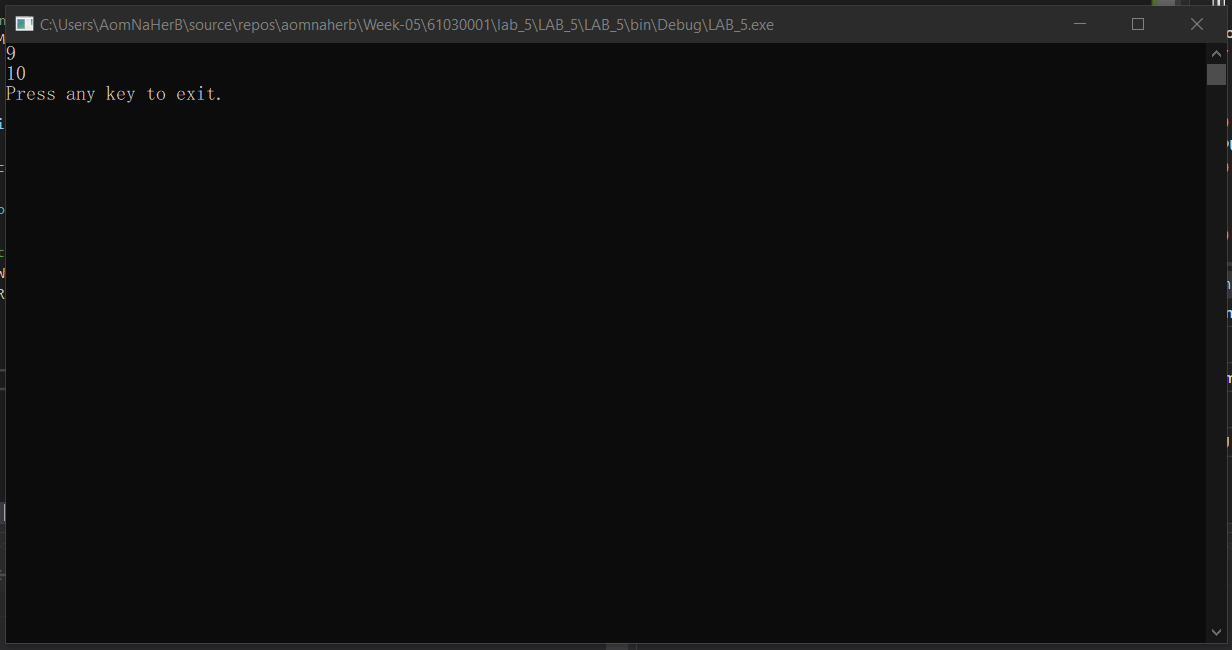 C:\Users\AomNaHerB\source\repos\aomnaherb\Week-05\61030001\lab_5\LAB_5\LAB_5\bin\Debug\LAB_5.exe
9
10
Press any key to exit.